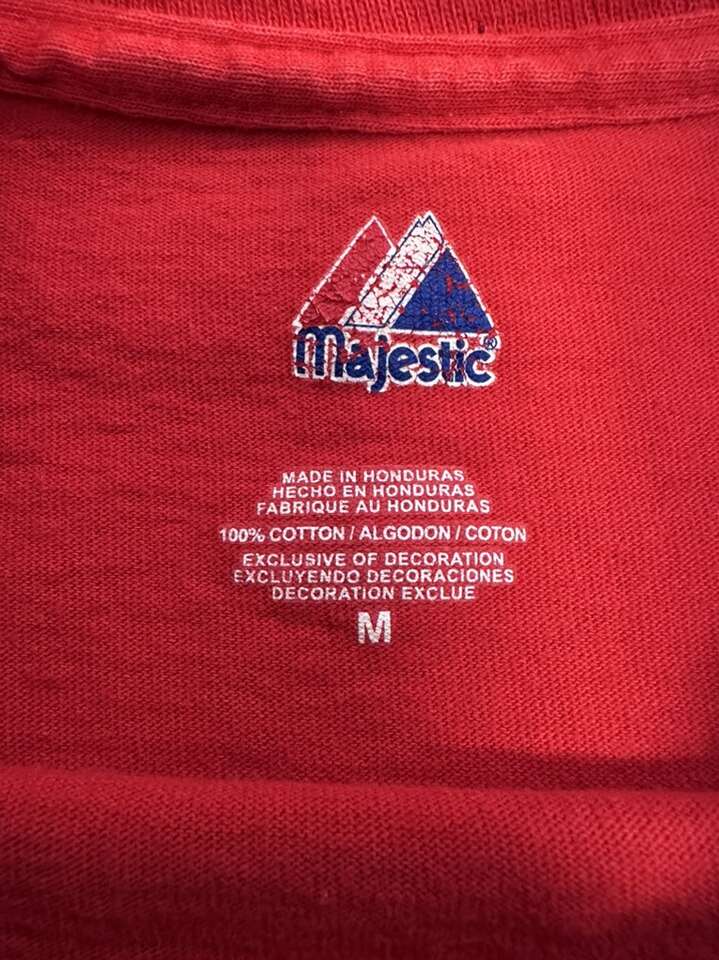 Majestic®
MADE IN HONDURAS
HECHO EN HONDURAS
FABRIQUE AU HONDURAS
100% COTTON / ALGODON / COTON
EXCLUSIVE OF DECORATION
EXCLUYENDO DECORACIONES
DECORATION EXCLUE
M